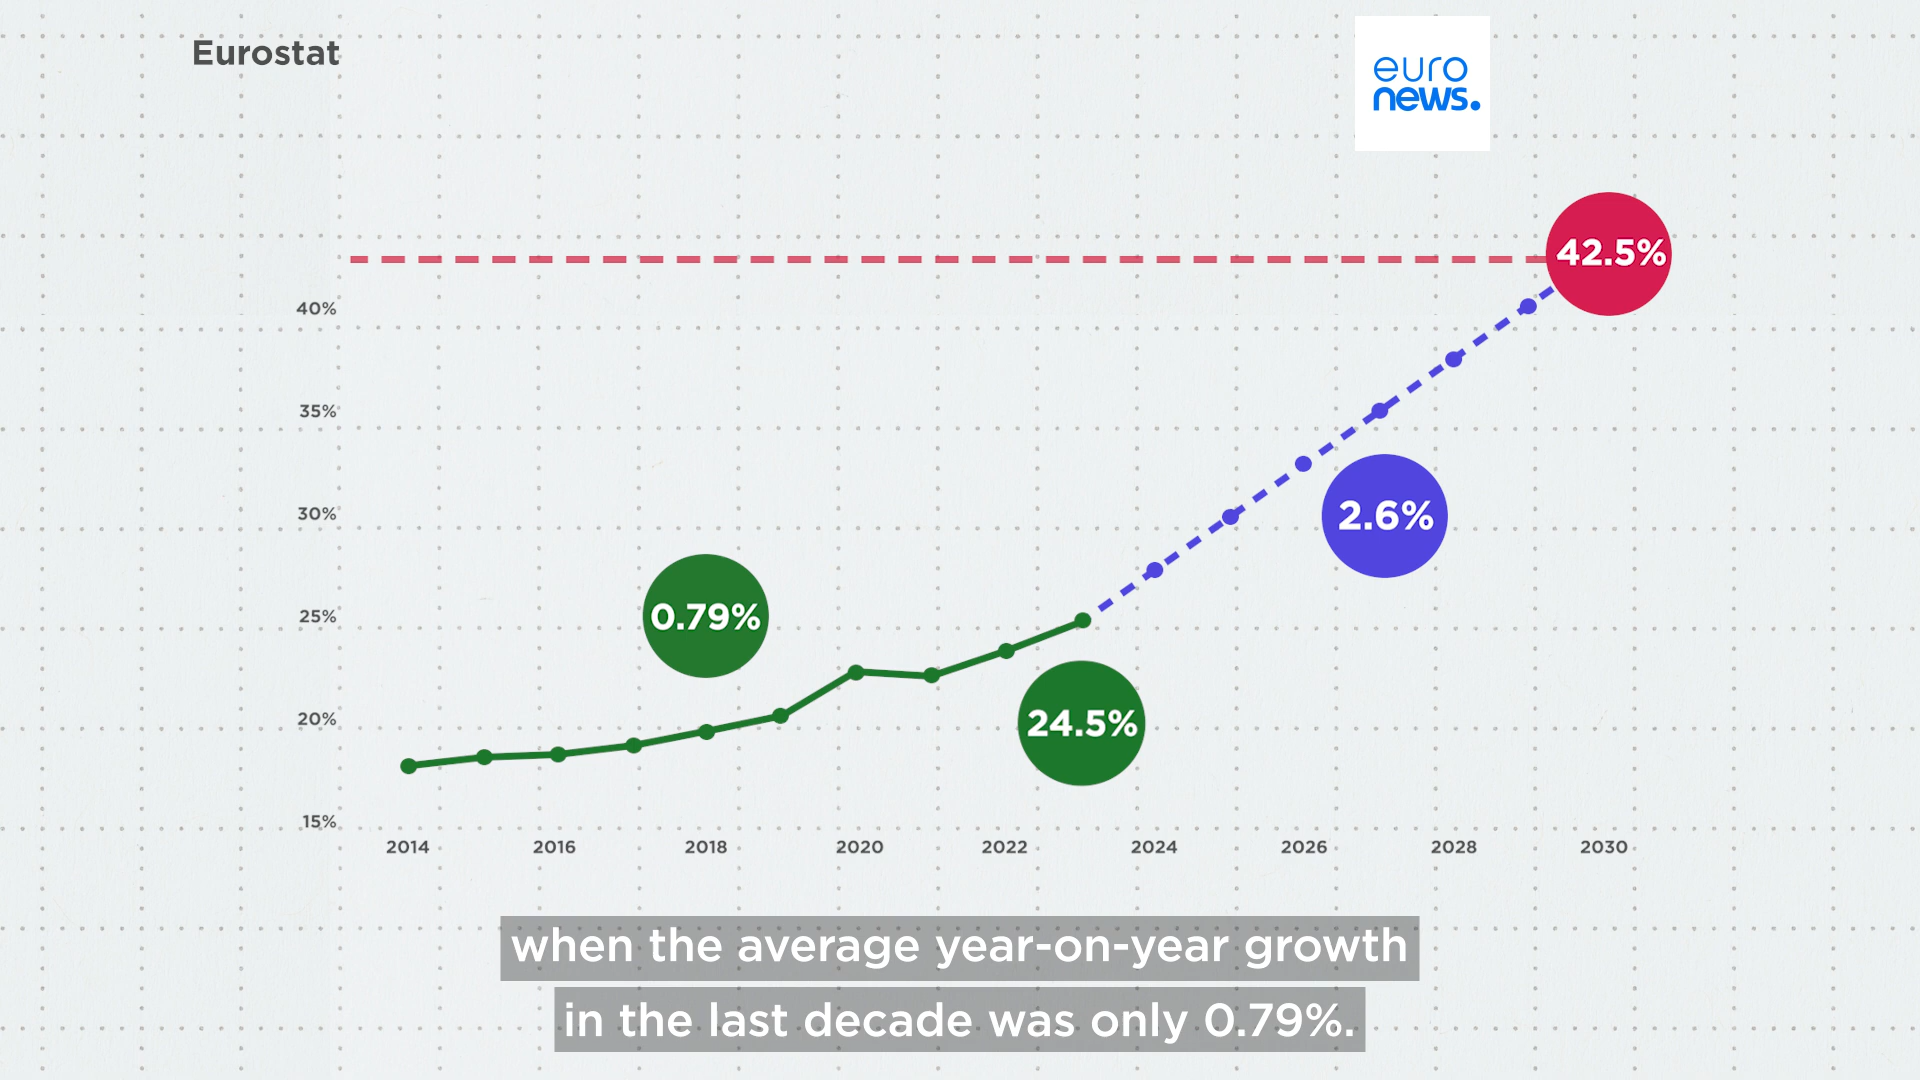 Eurostat
euro
news.
42.5%
40%
35%
2.6%
30%
0.79%
25%
24.5%
20%
15%
2014 2016 2018 2020 2022 2024 2026 2028 2030
when the average year-on-year growth
in the last decade was only 0.79%.